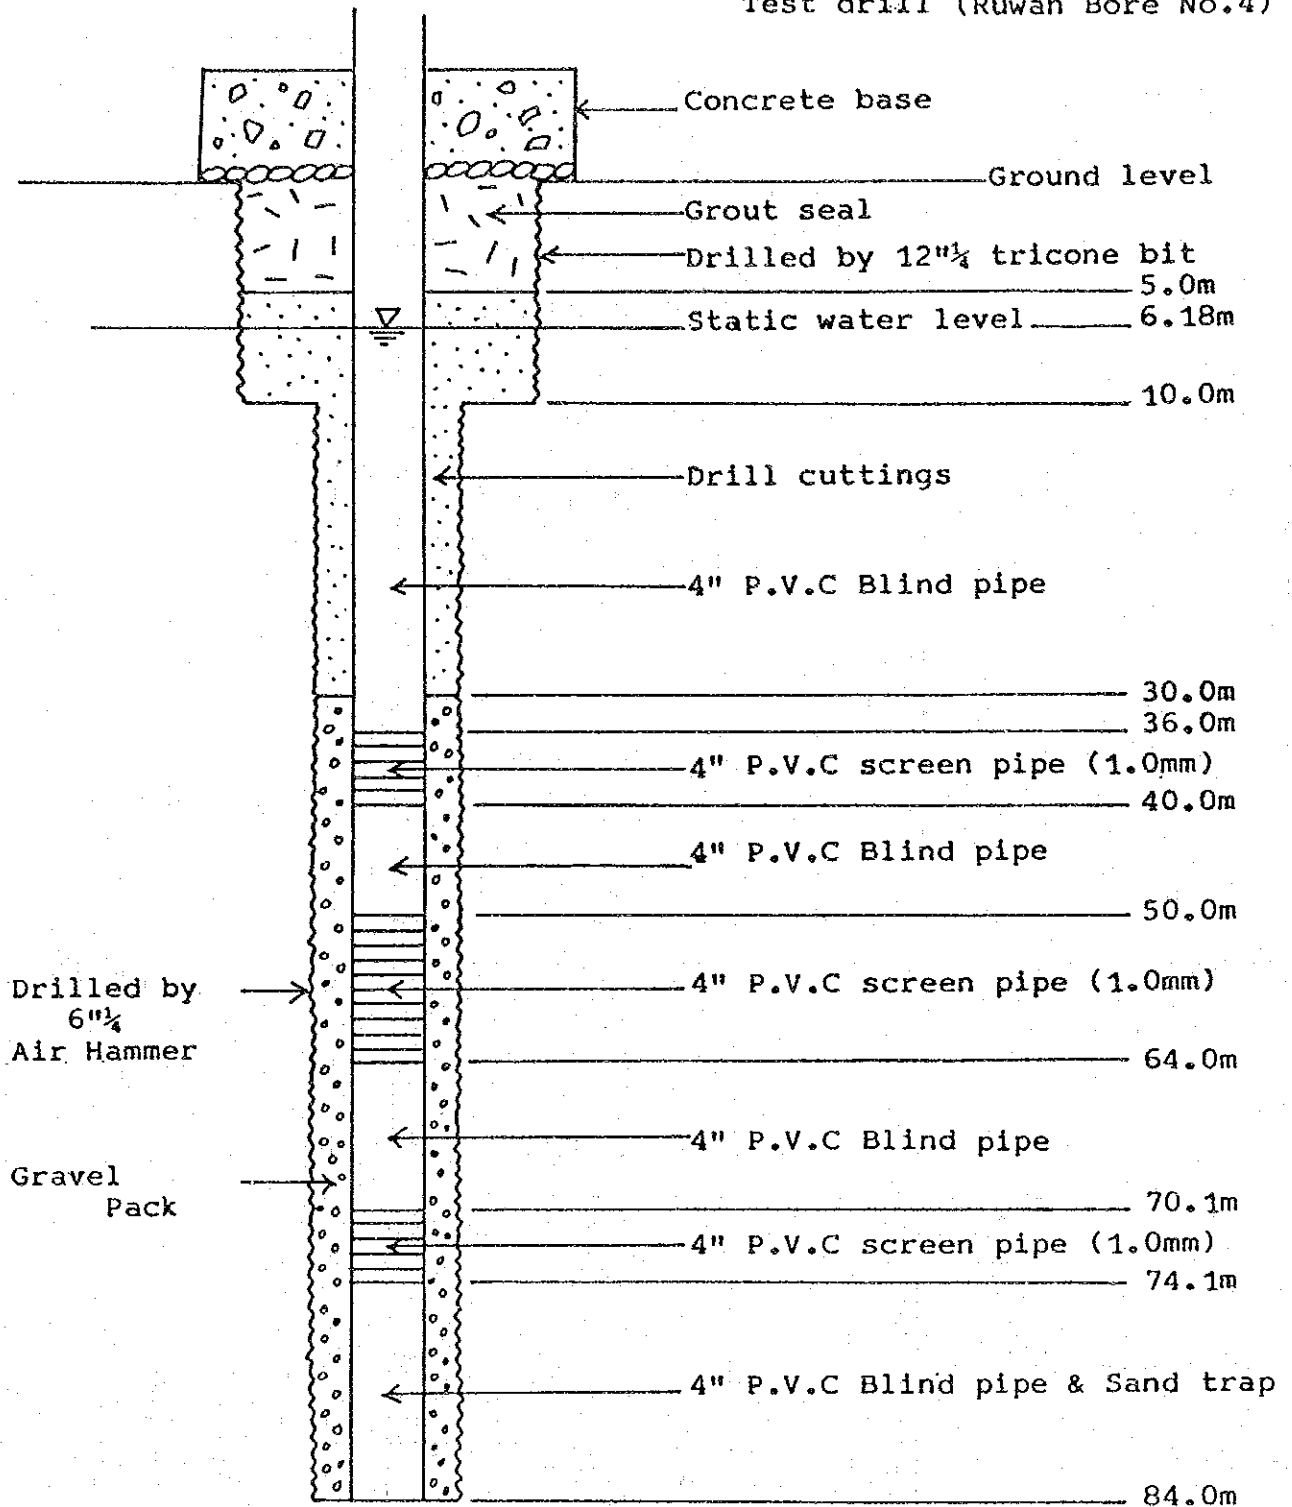 Test drill (Ruwan Bore No.4)
Concrete base
Ground level
Grout seal
Drilled by 12"¼ tricone bit
5.0m
Static water level 6.18m
10.0m
Drill cuttings
4" P.V.C Blind pipe
30.0m
36.0m
4" P.V.C screen pipe (1.0mm)
40.0m
4" P.V.C Blind pipe
50.0m
Drilled by
6"¼
Air Hammer
4" P.V.C screen pipe (1.0mm)
64.0m
4" P.V.C Blind pipe
Gravel
Pack
70.1m
4" P.V.C screen pipe (1.0mm)
74.1m
4" P.V.C Blind pipe & Sand trap
84.0m